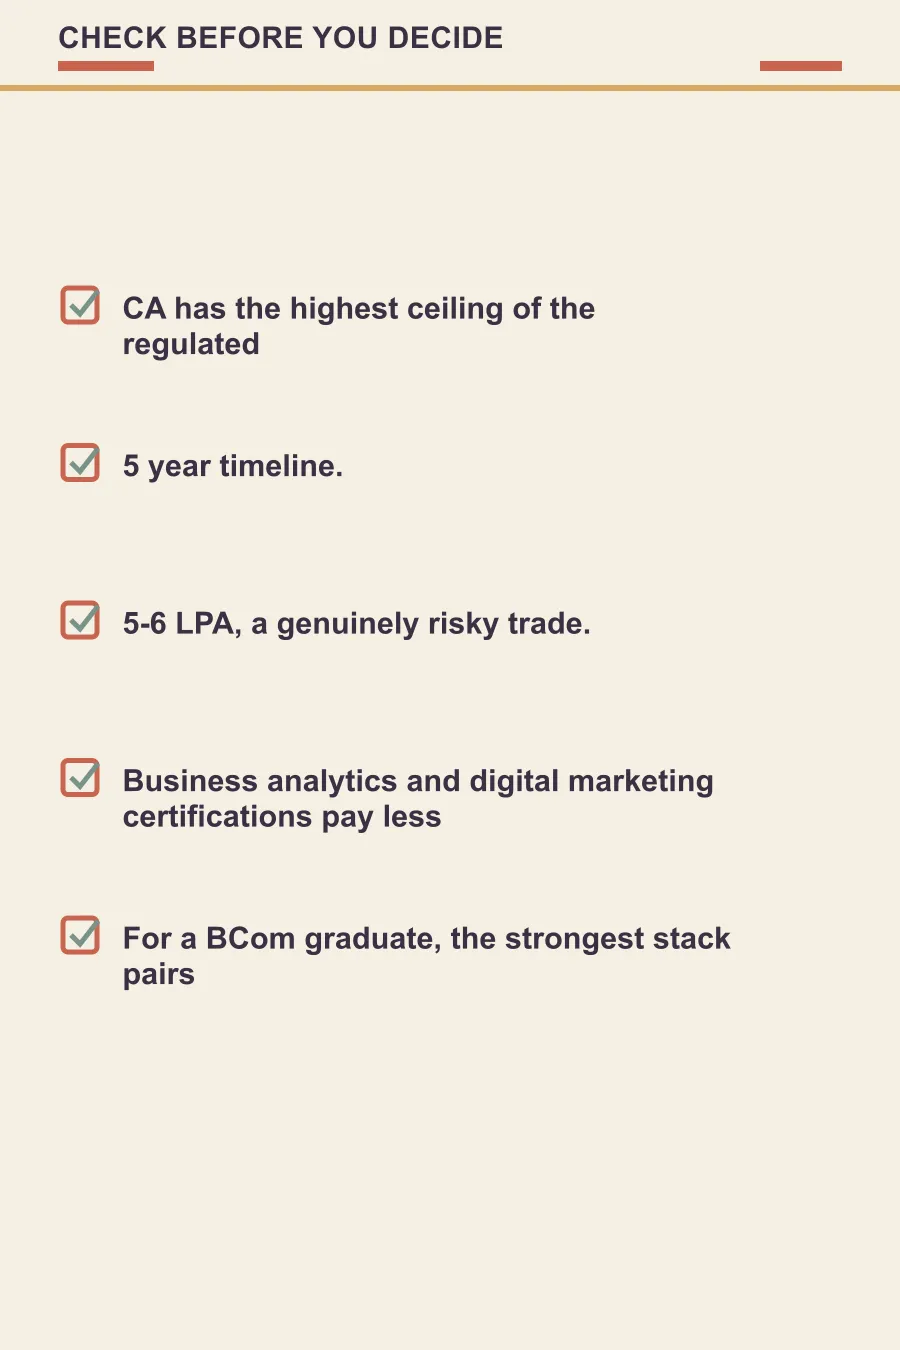 CHECK BEFORE YOU DECIDE
CA has the highest ceiling of the
regulated
5 year timeline.
5-6 LPA, a genuinely risky trade.
Business analytics and digital marketing
certifications pay less
For a BCom graduate, the strongest stack
pairs